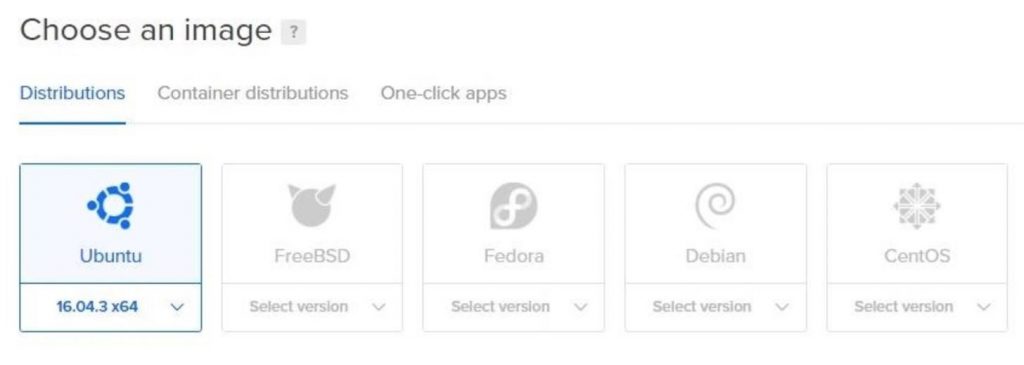 Choose an image ?
Distributions Container distributions One-click apps
Ubuntu FreeBSD Fedora Debian CentOS
16.04.3 x64 Select version Select version Select version Select version